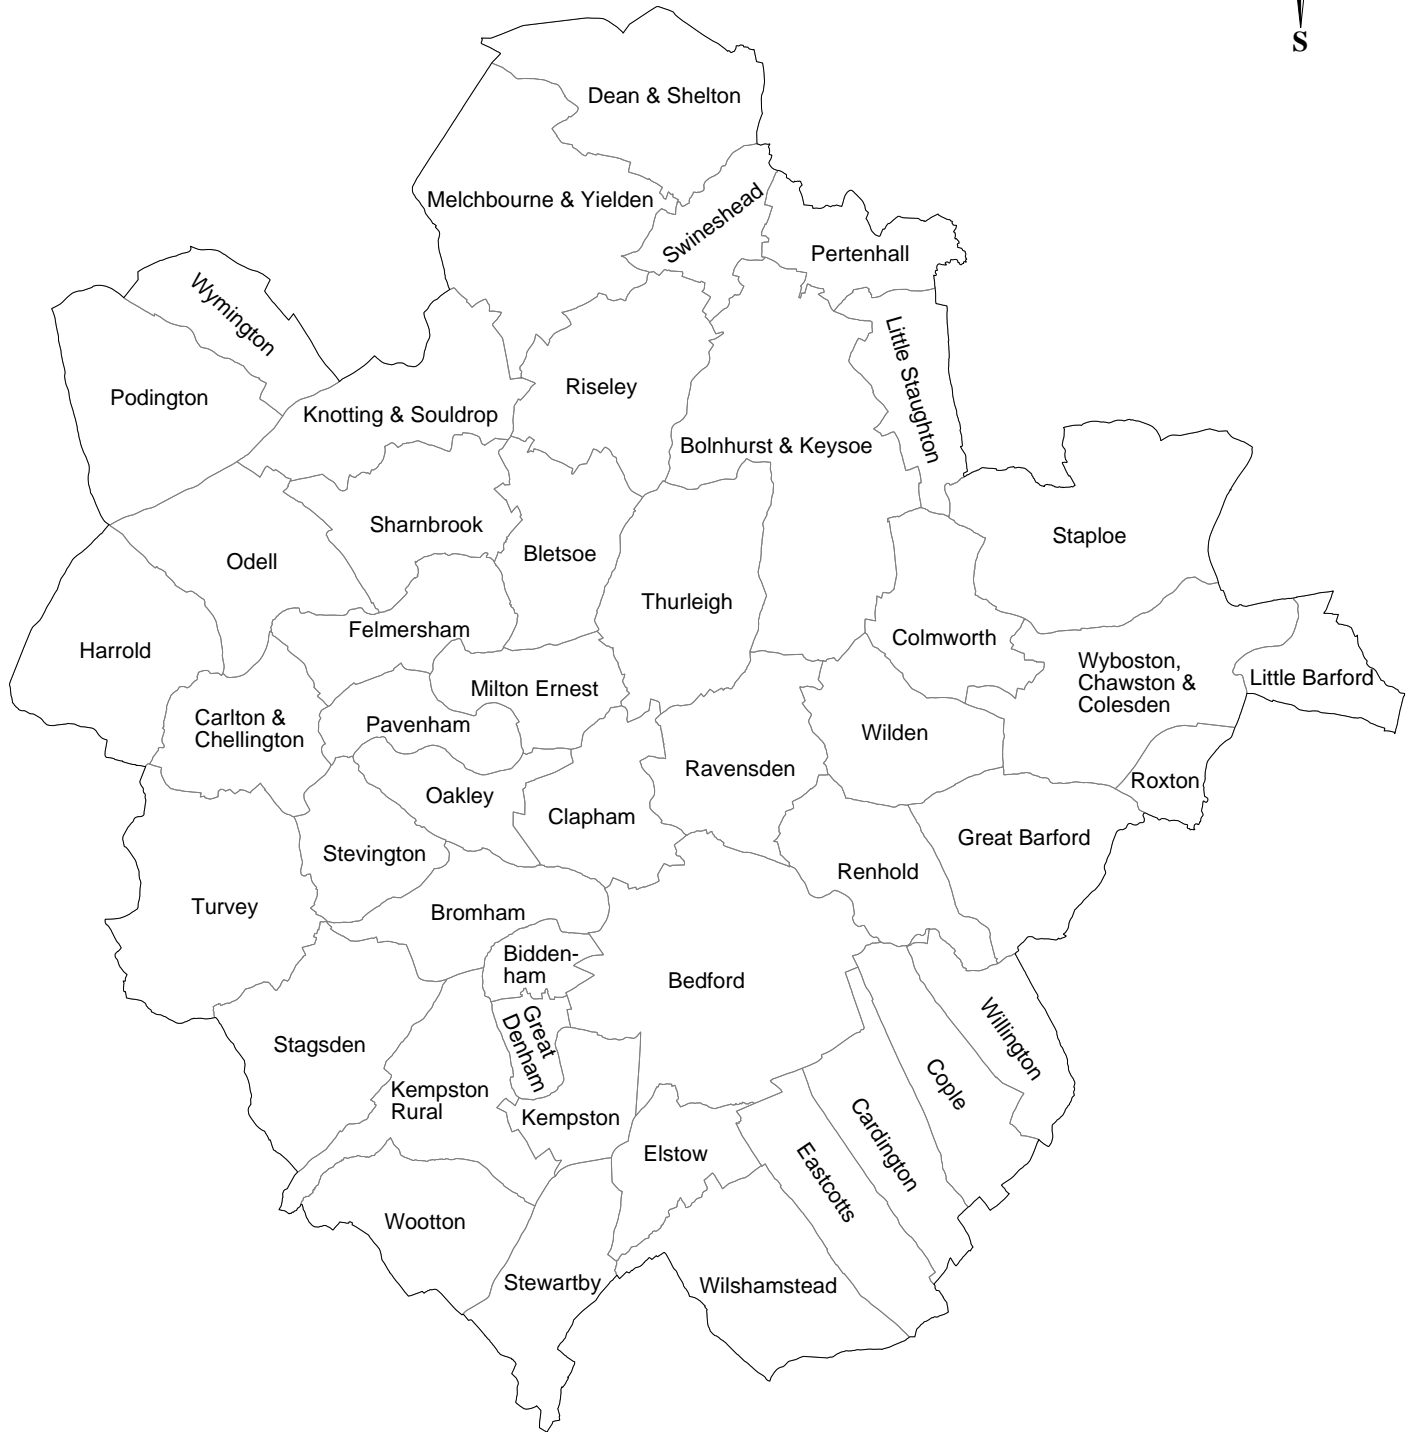 S
Dean & Shelton
Melchbourne & Yielden
Swineshead
Pertenhall
Wymington
Podington
Knotting & Souldrop
Riseley
Little Staughton
Bolnhurst & Keysoe
Sharnbrook
Odell
Bletsoe
Staploe
Thurleigh
Felmersham
Harrold
Colmworth
Wyboston,
Chawston &
Colesden
Little Barford
Milton Ernest
Carlton &
Chellington
Pavenham
Wilden
Ravensden
Roxton
Oakley
Clapham
Great Barford
Stevington
Renhold
Turvey
Bromham
Bidden-
ham
Bedford
Great
Denham
Willington
Stagsden
Kempston
Rural
Cople
Kempston
Cardington
Elstow
Eastcotts
Wootton
Stewartby
Wilshamstead